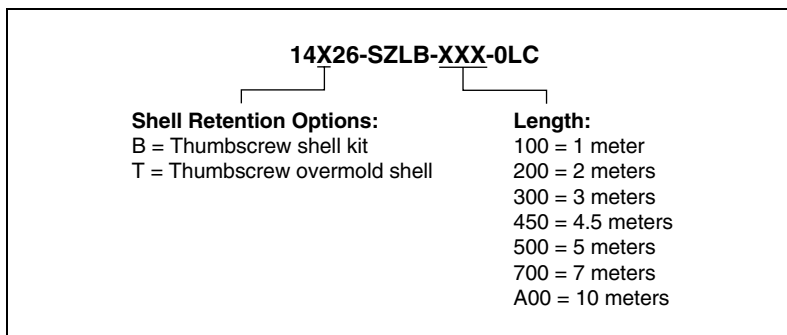 14X26-SZLB-XXX-0LC
Shell Retention Options:
B = Thumbscrew shell kit
T = Thumbscrew overmold shell
Length:
100 = 1 meter
200 = 2 meters
300 = 3 meters
450 = 4.5 meters
500 = 5 meters
700 = 7 meters
A00 = 10 meters